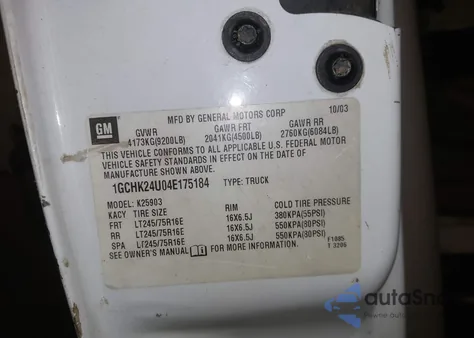 MFD BY GENERAL MOTORS CORP 10/03
GM GVWR GAWR FRT GAWR RR
4173KG(9200LB) 2041KG(4500LB) 2760KG(6084LB)
THIS VEHICLE CONFORMS TO ALL APPLICABLE U.S. FEDERAL MOTOR
VEHICLE SAFETY STANDARDS IN EFFECT ON THE DATE OF
MANUFACTURE SHOWN ABOVE.
1GCHK24U04E175184 TYPE: TRUCK
MODEL: K25903
KACY TIRE SIZE RIM COLD TIRE PRESSURE
FRT LT245/75R16E 16X6.5J 380KPA(55PSI)
RR LT245/75R16E 16X6.5J 550KPA(80PSI)
SPA LT245/75R16E 16X6.5J 550KPA(80PSI)
SEE OWNER'S MANUAL FOR MORE INFORMATION. F1085
T 3206
autoSna